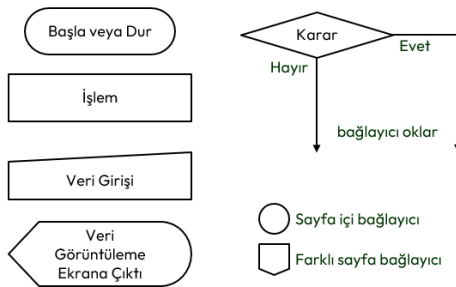 Başla veya Dur
İşlem
Veri Girişi
Veri
Görüntüleme
Ekrana Çıktı
Karar
Evet
Hayır
bağlayıcı oklar
Sayfa içi bağlayıcı
Farklı sayfa bağlayıcı